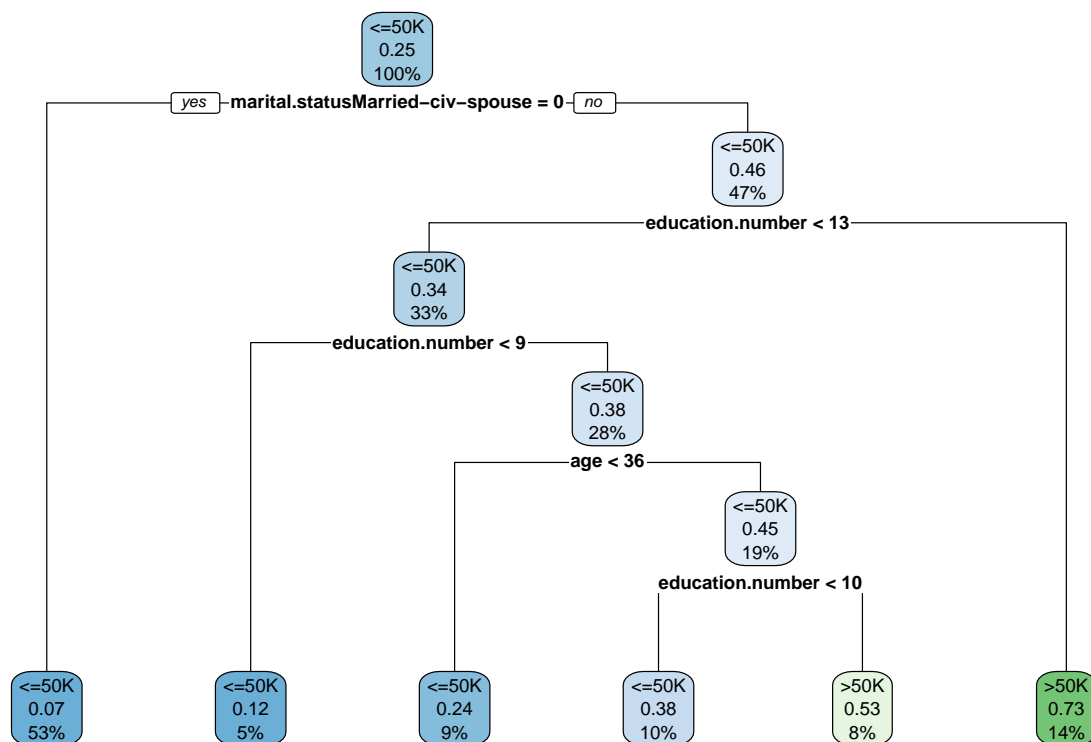 <=50K
0.25
100%
yes marital.statusMarried−civ−spouse = 0 no
<=50K
0.46
47%
education.number < 13
<=50K
0.34
33%
education.number < 9
<=50K
0.38
28%
age < 36
<=50K
0.45
19%
education.number < 10
<=50K
0.07
53%
<=50K
0.12
5%
<=50K
0.24
9%
<=50K
0.38
10%
>50K
0.53
8%
>50K
0.73
14%